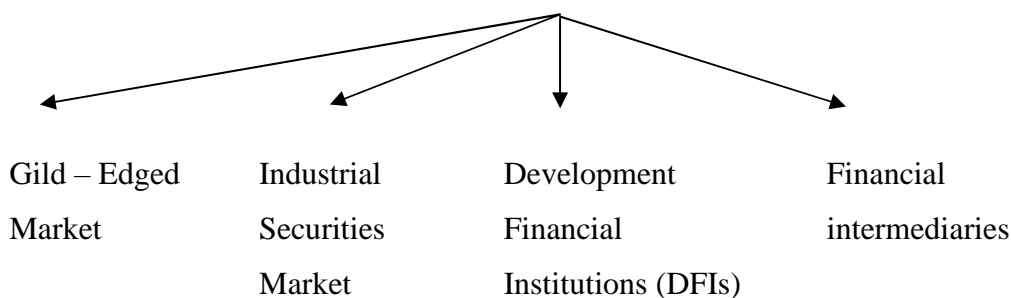 Gild – Edged
Market
Industrial
Securities
Market
Development
Financial
Institutions (DFIs)
Financial
intermediaries